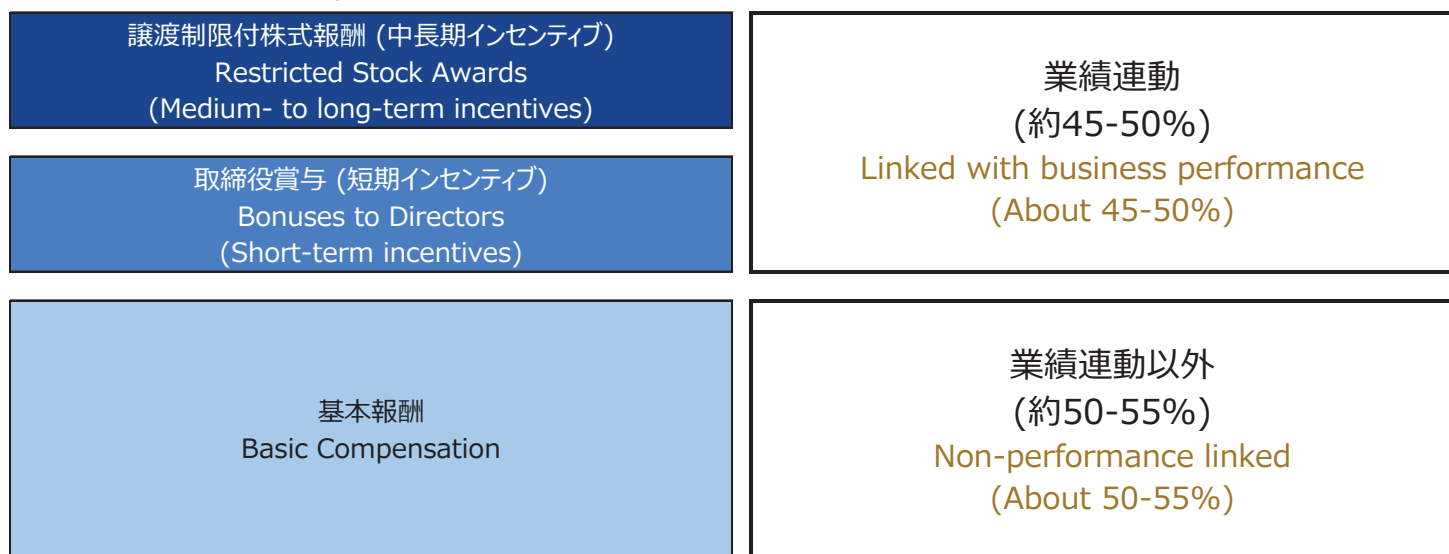 譲渡制限付株式報酬 (中長期インセンティブ)
Restricted Stock Awards
(Medium- to long-term incentives)
取締役賞与 (短期インセンティブ)
Bonuses to Directors
(Short-term incentives)
業績連動
(約45-50%)
Linked with business performance
(About 45-50%)
基本報酬
Basic Compensation
業績連動以外
(約50-55%)
Non-performance linked
(About 50-55%)